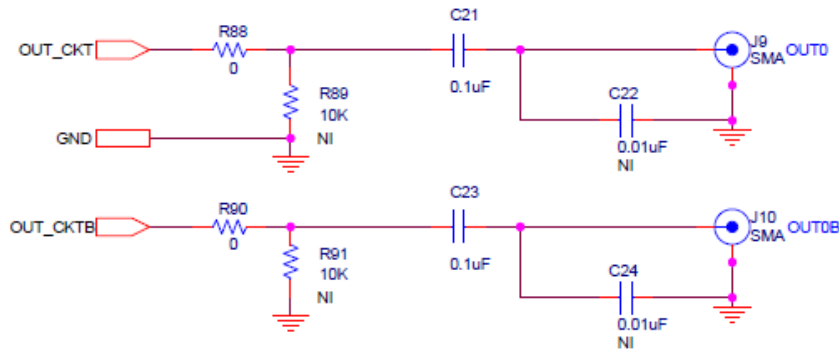 C21
R88
OUT_CKT
0
0.1uF
J9
SMA
OUT0
R89
10K
NI
C22
0.01uF
NI
GND
C23
R90
OUT_CKTB
0
0.1uF
J10
SMA
OUT0B
R91
10K
NI
C24
0.01uF
NI